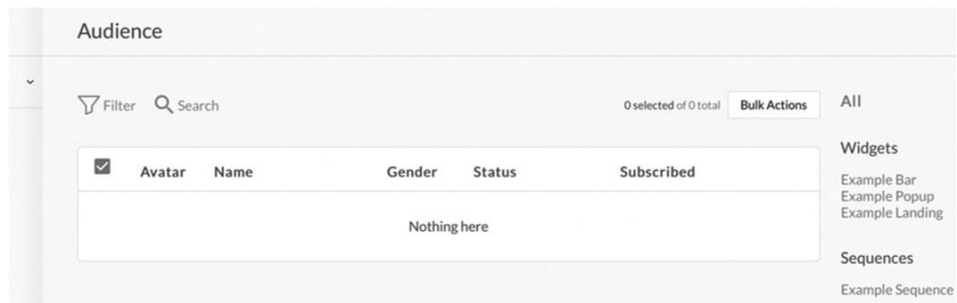 Audience
Filter Search 0 selected of 0 total Bulk Actions
Avatar Name Gender Status Subscribed
Nothing here
All
Widgets
Example Bar
Example Popup
Example Landing
Sequences
Example Sequence